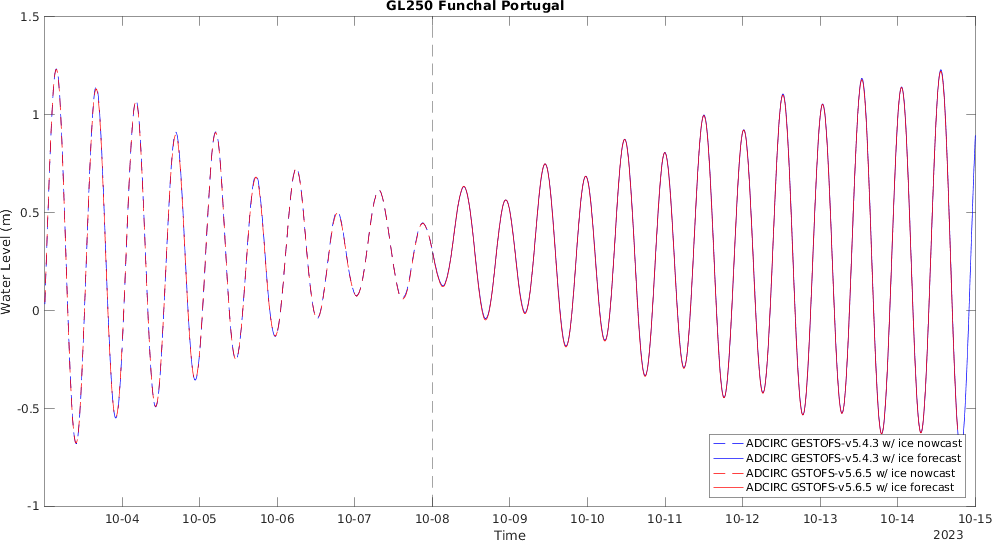 GL250 Funchal Portugal
1.5
1
0.5
0
-0.5
-1
Water Level (m)
10-04 10-05 10-06 10-07 10-08 10-09 10-10 10-11 10-12 10-13 10-14 10-15
Time
2023
ADCIRC GESTOFS-v5.4.3 w/ ice nowcast
ADCIRC GESTOFS-v5.4.3 w/ ice forecast
ADCIRC GSTOFS-v5.6.5 w/ ice nowcast
ADCIRC GSTOFS-v5.6.5 w/ ice forecast